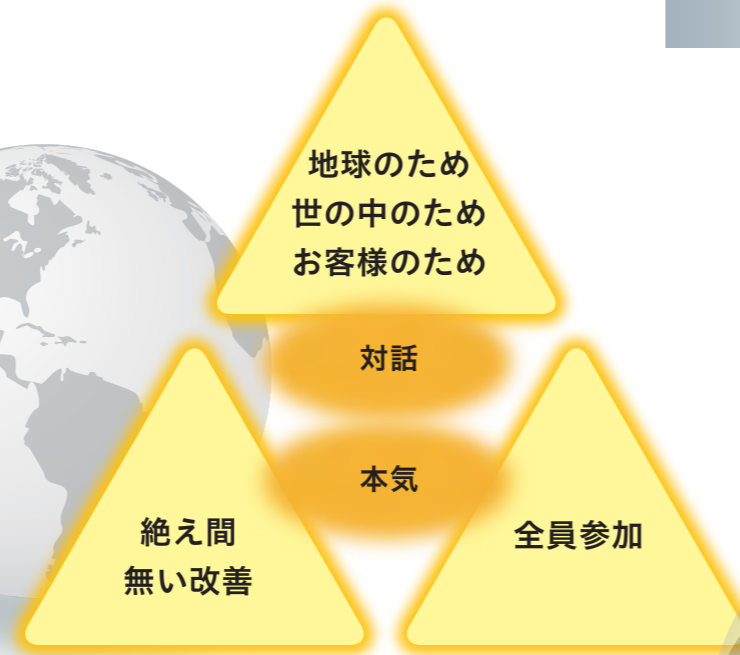 地球のため
世の中のため
お客様のため
対話
本気
絶え間
無い改善
全員参加